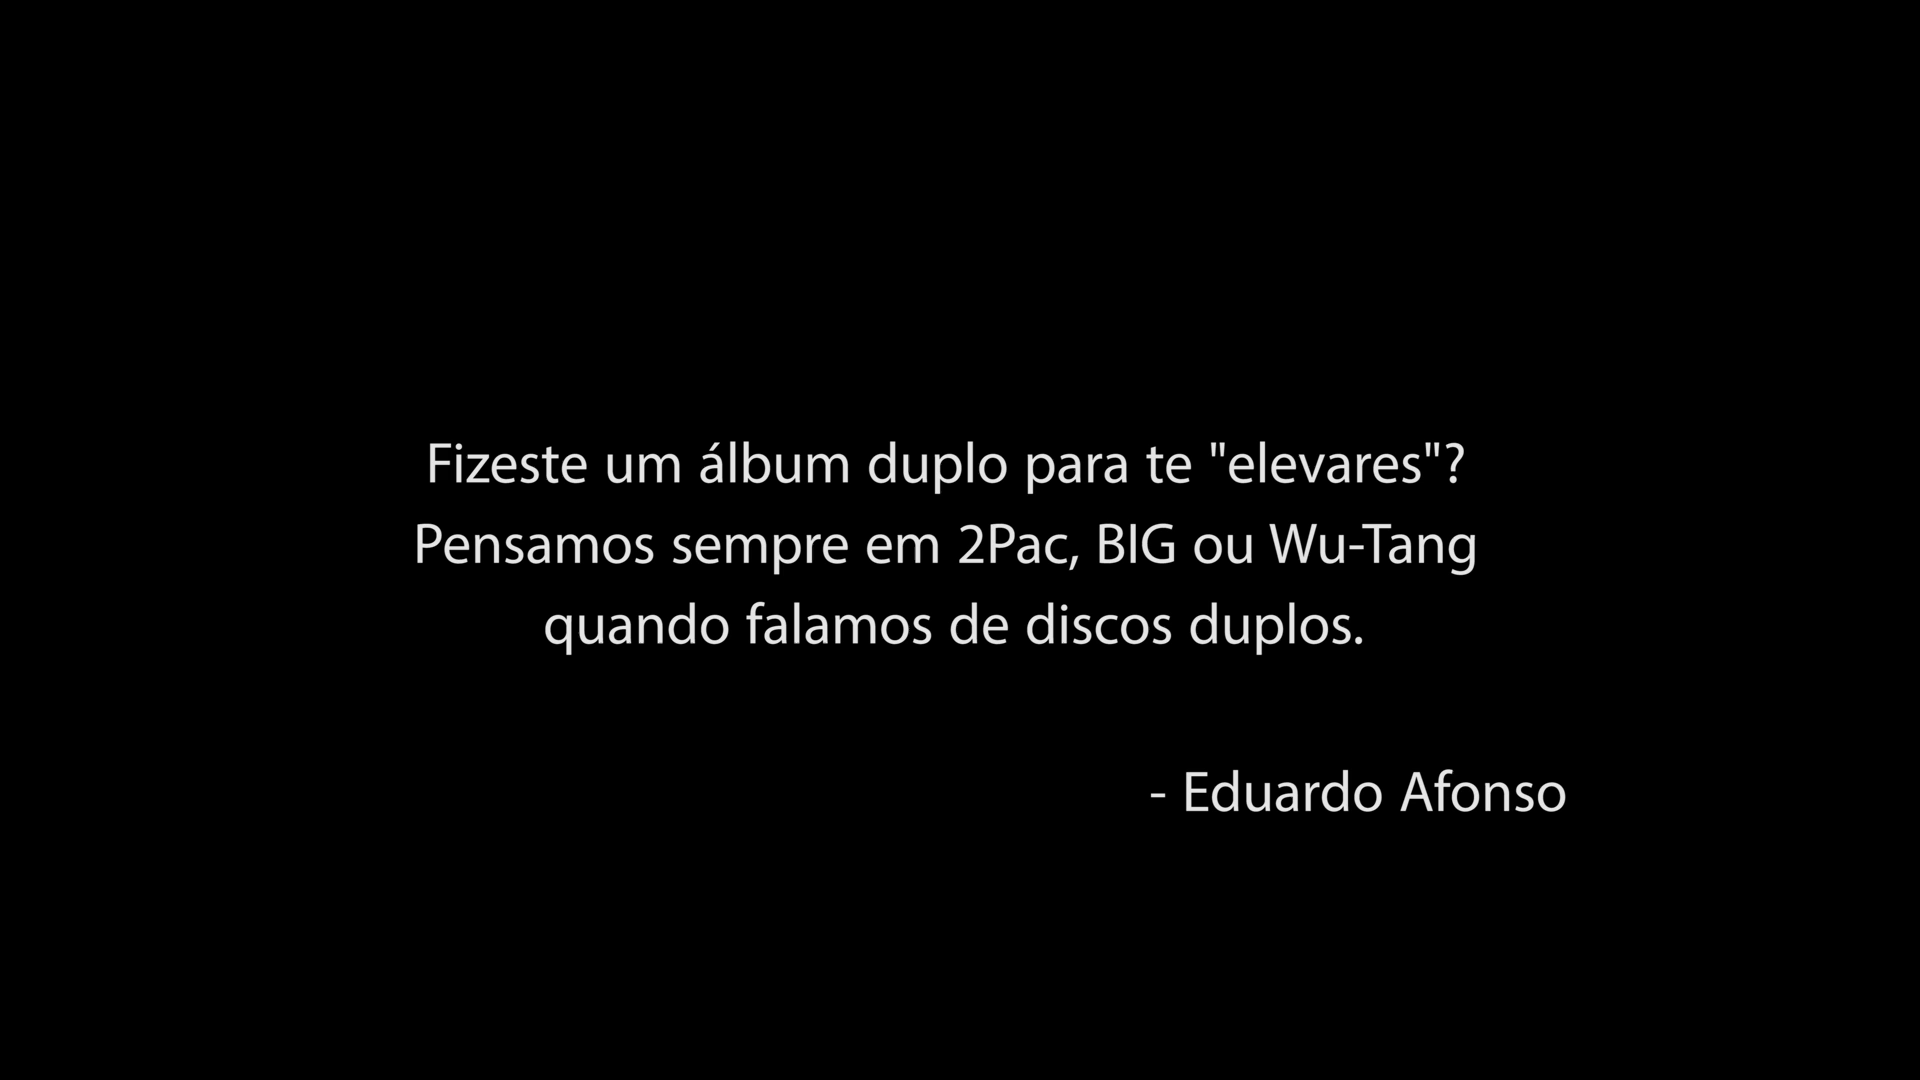 Fizeste um álbum duplo para te "elevares"?
Pensamos sempre em 2Pac, BIG ou Wu-Tang
quando falamos de discos duplos.
- Eduardo Afonso